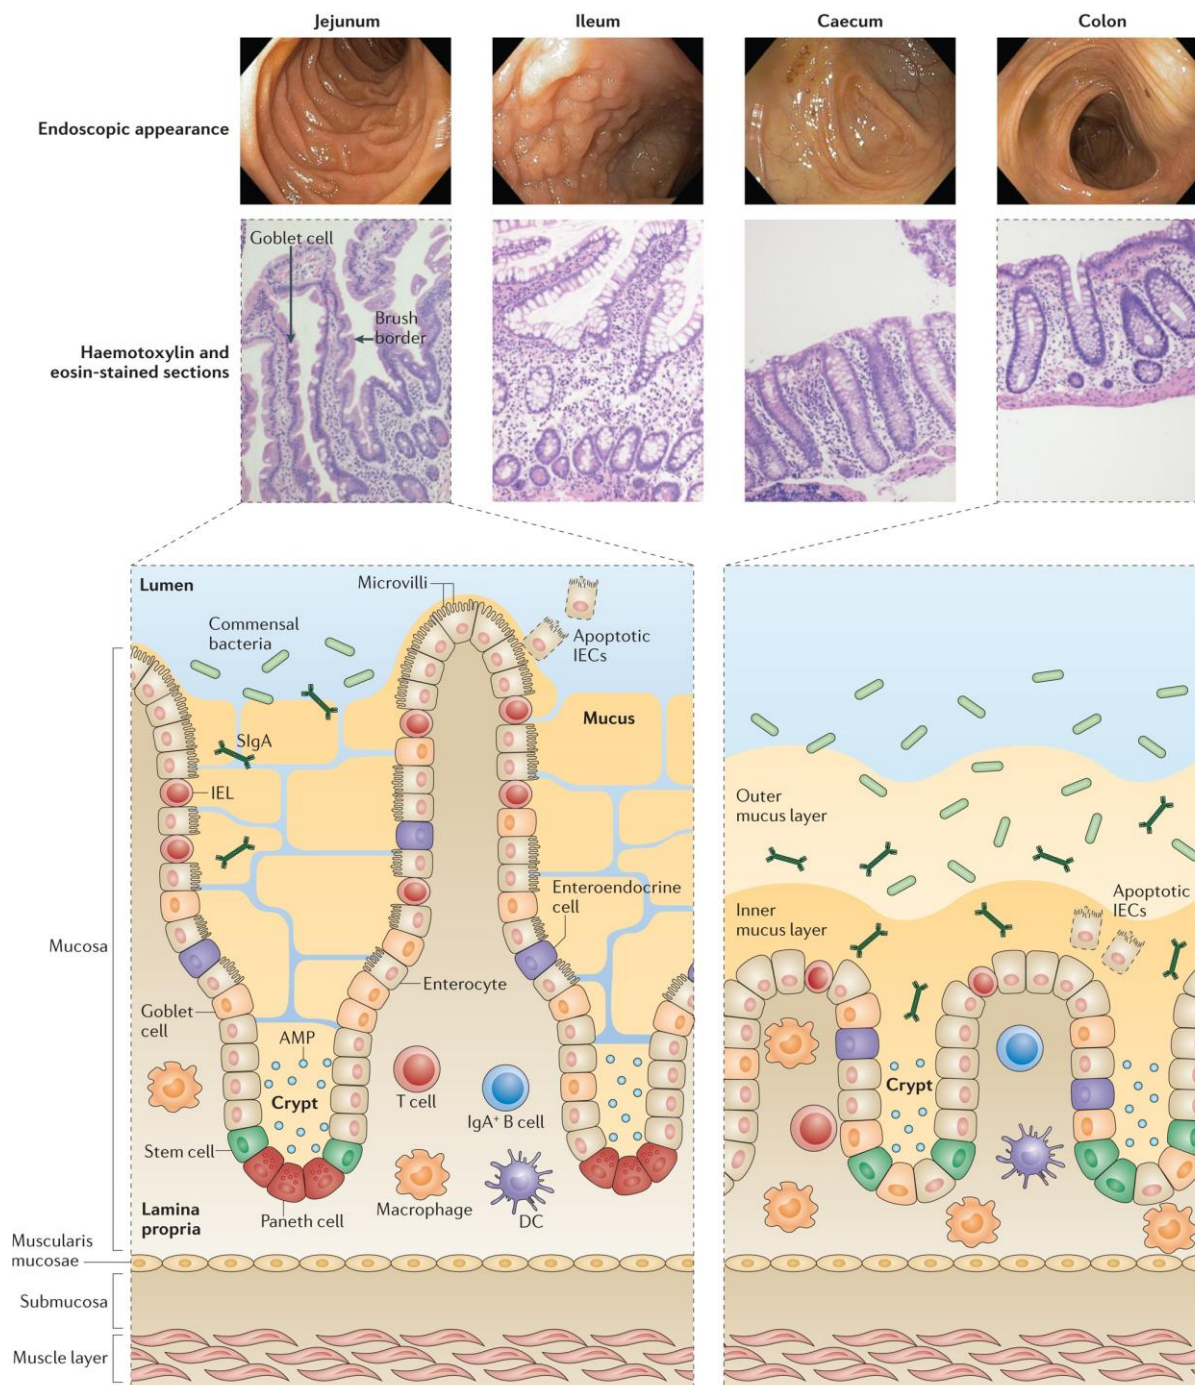 Jejunum
Ileum
Caecum
Colon
Endoscopic appearance
Goblet cell
Brush
border
Haemotoxylin and
eosin-stained sections
Lumen
Microvilli
Commensal
bacteria
Apoptotic
IECs
Mucus
SIgA
IEL
Enteroendocrine
cell
Mucosa
Enterocyte
Goblet
cell
AMP
Crypt
T cell
IgA⁺ B cell
Stem cell
Macrophage
DC
Paneth cell
Lamina
propria
Muscularis
mucosae
Submucosa
Muscle layer
Outer
mucus layer
Inner
mucus layer
Apoptotic
IECs
Crypt